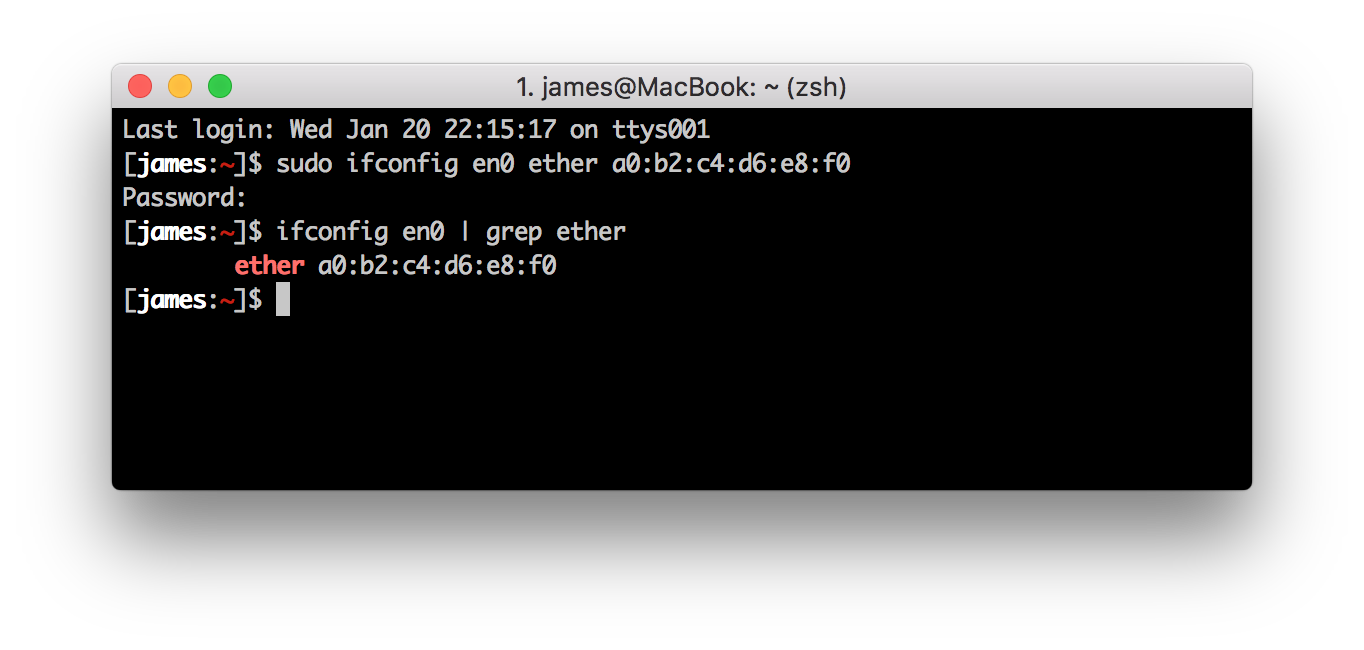 1. james@MacBook: ~ (zsh)
Last login: Wed Jan 20 22:15:17 on ttys001
[james:~]$ sudo ifconfig en0 ether a0:b2:c4:d6:e8:f0
Password:
[james:~]$ ifconfig en0 | grep ether
ether a0:b2:c4:d6:e8:f0
[james:~]$